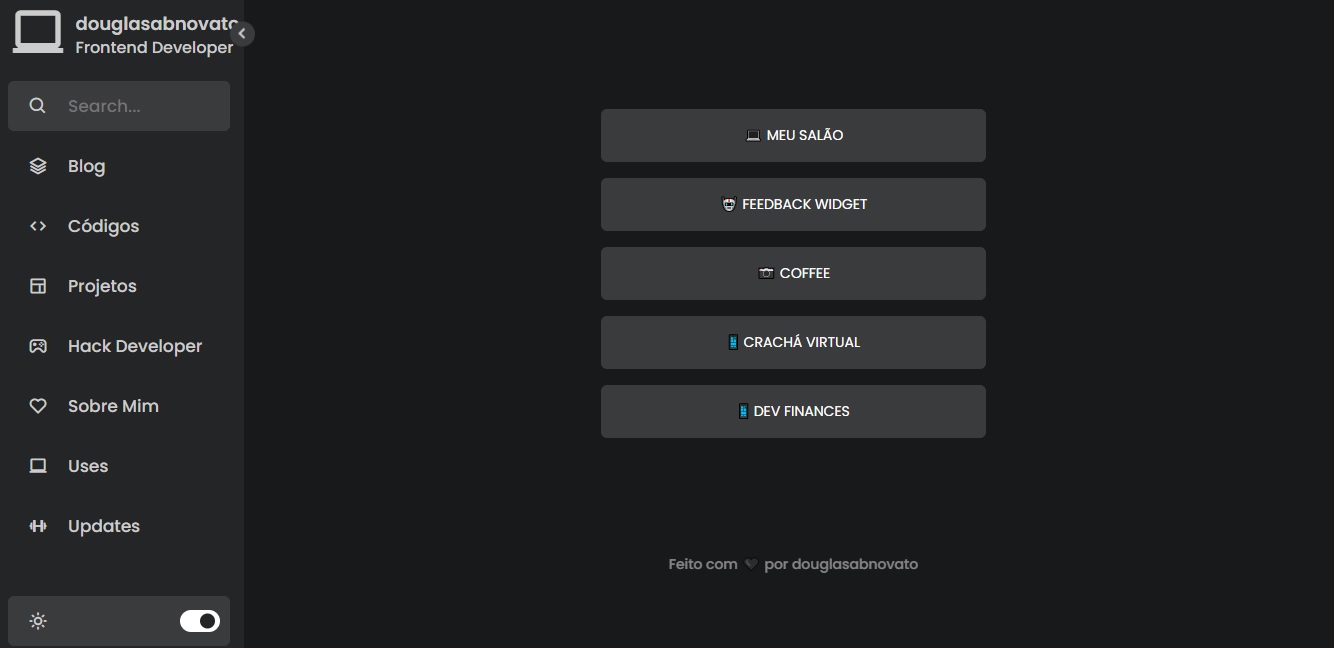 douglasabnovato
Frontend Developer
Search...
Blog
Códigos
Projetos
Hack Developer
Sobre Mim
Uses
Updates
MEU SALÃO
FEEDBACK WIDGET
COFFEE
CRACHÁ VIRTUAL
DEV FINANCES
Feito com 🖤 por douglasabnovato